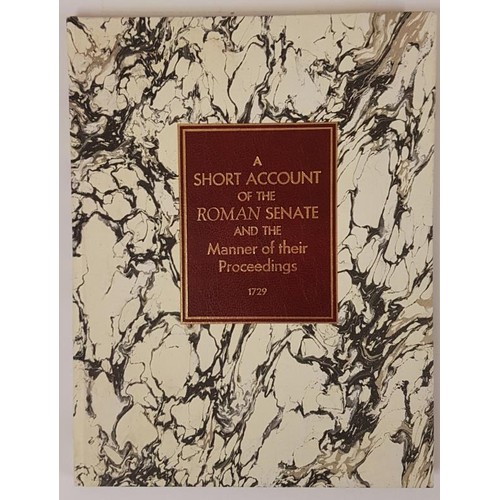 A
SHORT ACCOUNT
OF THE
ROMAN SENATE
AND THE
Manner of their
Proceedings
1729